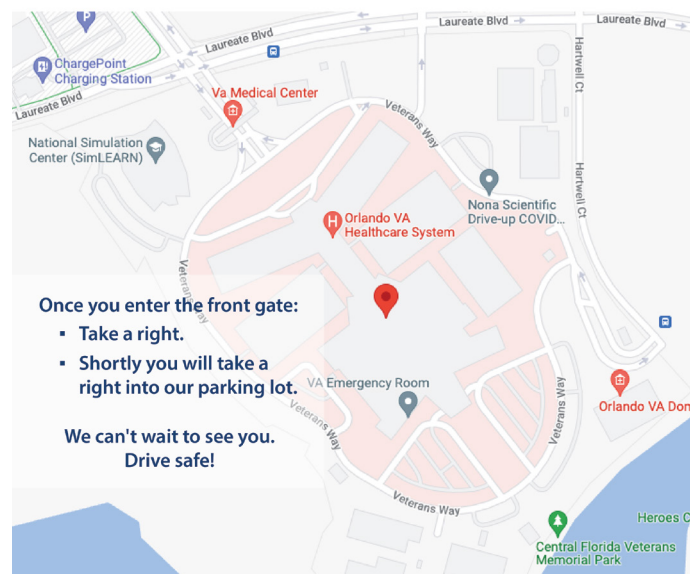 Laureate Blvd
Laureate Blvd
Laureate Blvd
Laureate Blvd
P
ChargePoint
Charging Station
Va Medical Center
Veterans Way
Hartwell Ct
National Simulation
Center (SimLEARN)
Hartwell Ct
Nona Scientific
Drive-up COVID...
H
Orlando VA
Healthcare System
Veterans Way
Once you enter the front gate:
▪ Take a right.
▪ Shortly you will take a
right into our parking lot.
We can't wait to see you.
Drive safe!
VA Emergency Room
Veterans Way
Veterans Way
Orlando VA Dom
Veterans Way
Heroes C
Central Florida Veterans
Memorial Park